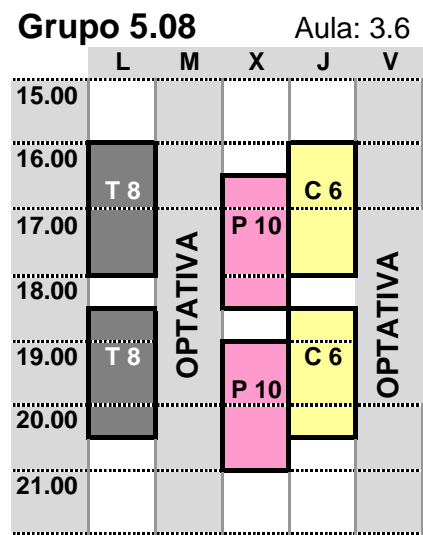 Grupo 5.08 Aula: 3.6
L M X J V
15.00
16.00
T 8 C 6
17.00 P 10
OPTATIVA
OPTATIVA
18.00
19.00 T 8 C 6
P 10
20.00
21.00